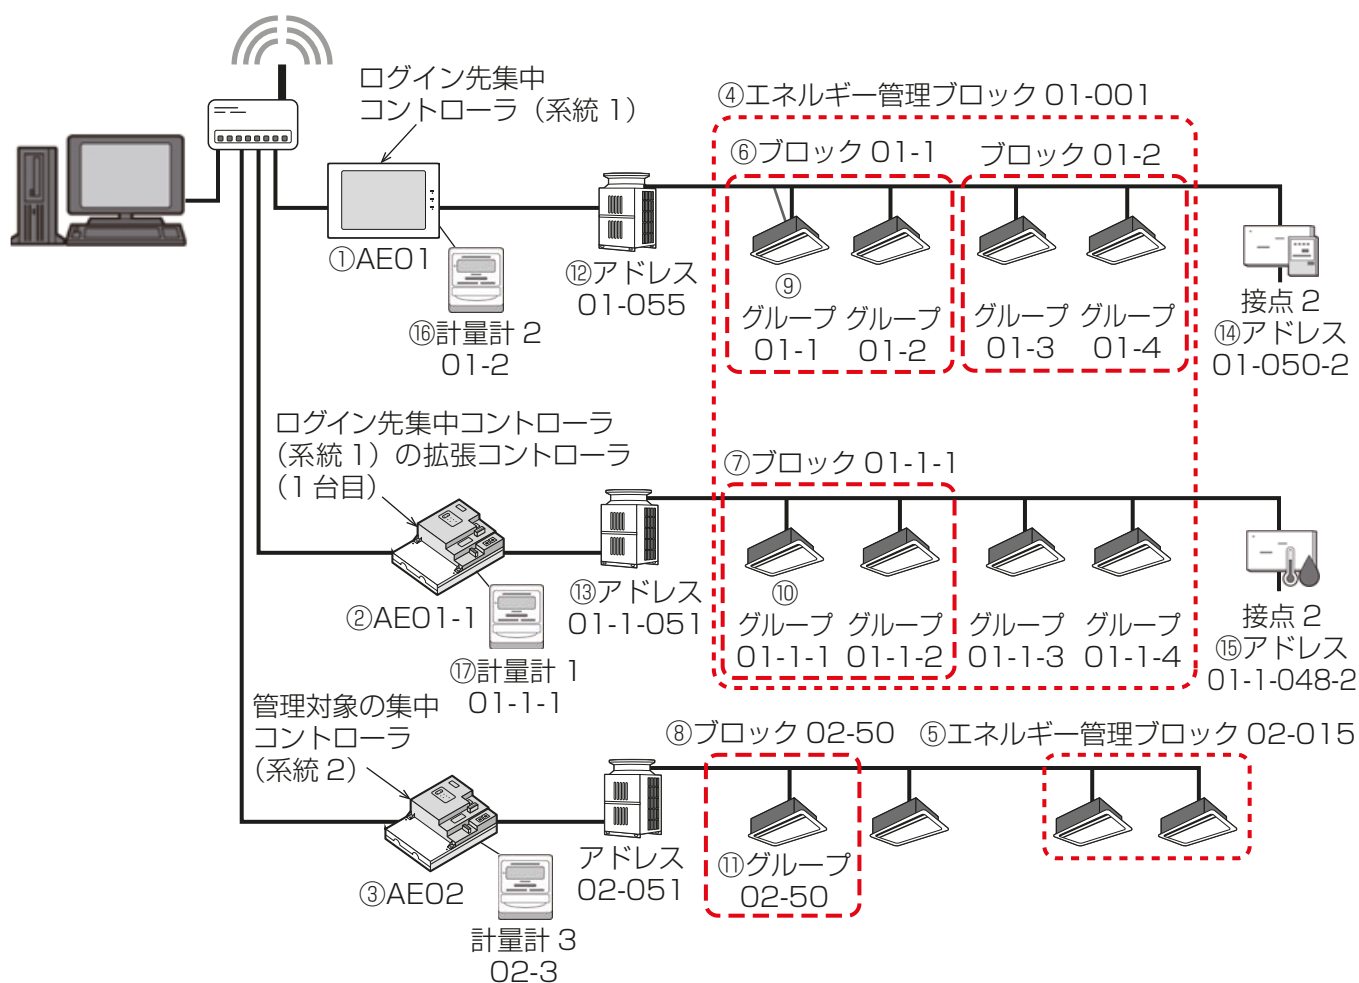 ログイン先集中
コントローラ（系統 1）
④エネルギー管理ブロック 01-001
⑥ブロック 01-1
ブロック 01-2
①AE01
⑯計量計 2
01-2
⑫アドレス
01-055
⑨
グループ
01-1
グループ
01-2
グループ
01-3
グループ
01-4
接点 2
⑭アドレス
01-050-2
ログイン先集中コントローラ
（系統 1）の拡張コントローラ
（1 台目）
⑦ブロック 01-1-1
②AE01-1
⑰計量計 1
01-1-1
⑬アドレス
01-1-051
⑩
グループ
01-1-1
グループ
01-1-2
グループ
01-1-3
グループ
01-1-4
接点 2
⑮アドレス
01-1-048-2
管理対象の集中
コントローラ
（系統 2）
⑧ブロック 02-50
⑤エネルギー管理ブロック 02-015
③AE02
計量計 3
02-3
アドレス
02-051
⑪グループ
02-50